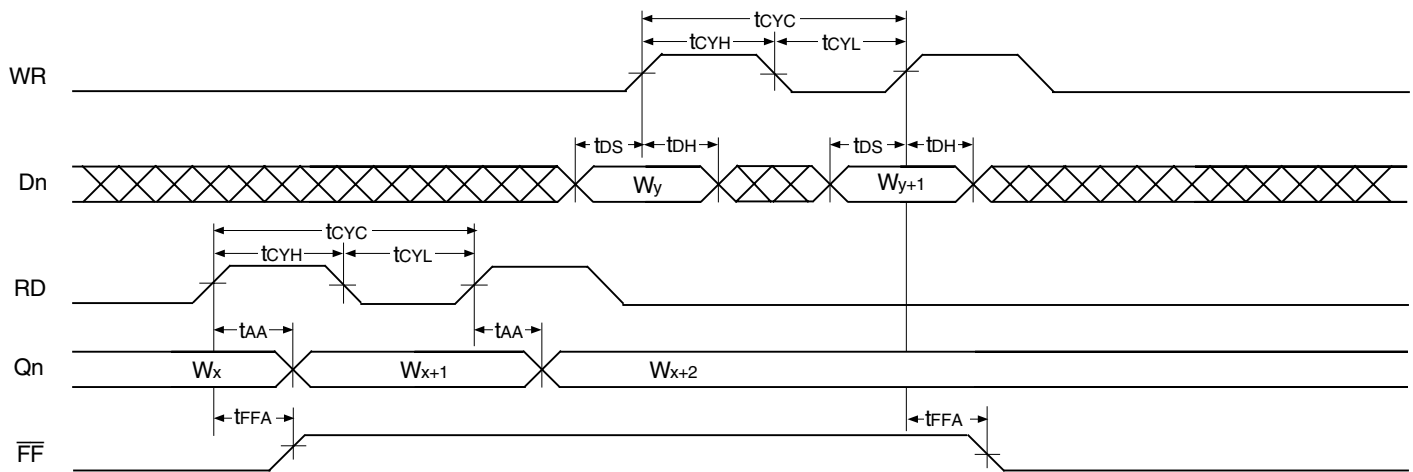 tCYC
tCYH tCYL
WR
tDS tDH tDS tDH
Dn Wy Wy+1
tCYC
tCYH tCYL
RD
tAA tAA
Qn Wx Wx+1 Wx+2
tFFA tFFA
FF